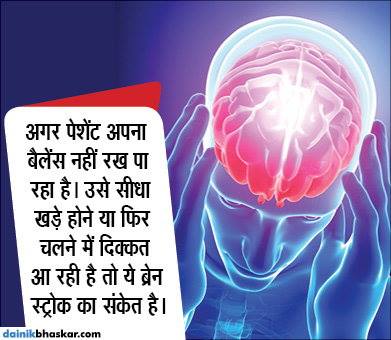 अगर पेशेंट अपना
बैलेंस नहीं रख पा
रहा है। उसे सीधा
खड़े होने या फिर
चलने में दिक्कत
आ रही है तो ये ब्रेन
स्ट्रोक का संकेत है।
dainikbhaskar.com